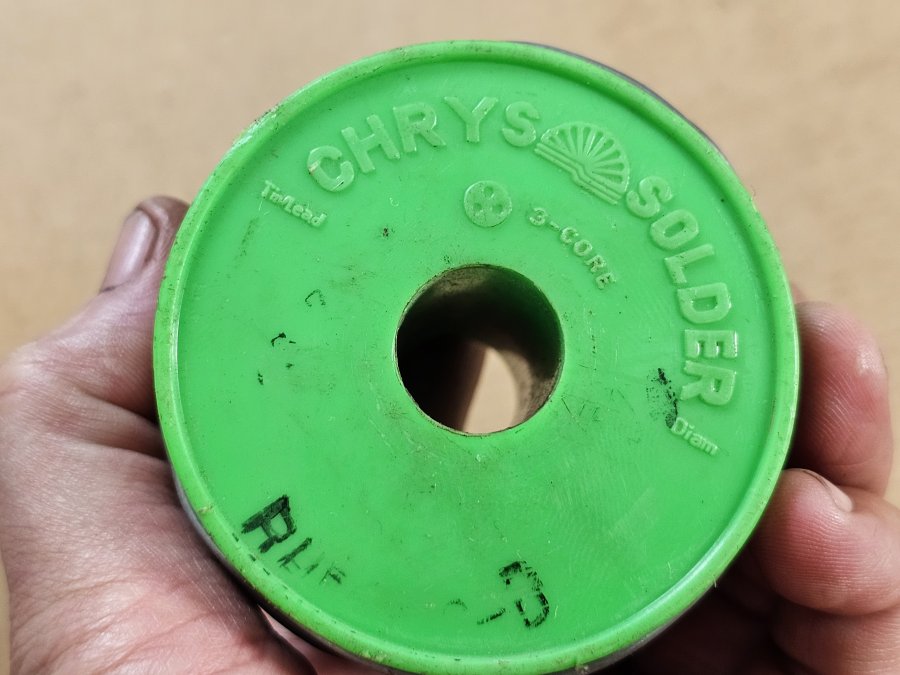 CHRYS SOLDER
Tin/Lead
3-CORE
Diam